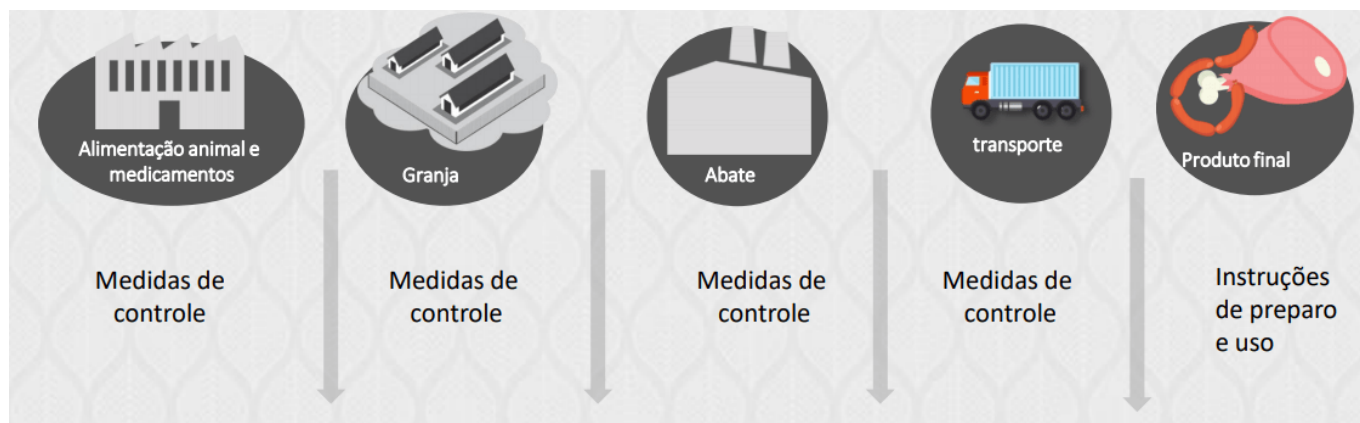 Alimentação animal e
medicamentos
Granja
Abate
transporte
Produto final
Medidas de
controle
Medidas de
controle
Medidas de
controle
Medidas de
controle
Instruções
de preparo
e uso